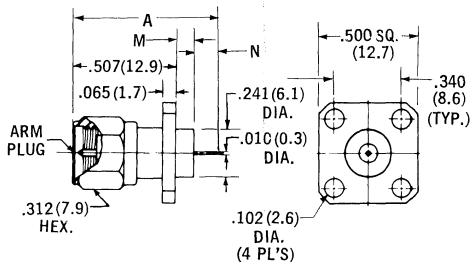 A
M
N
.507(12.9)
.065(1.7)
.241(6.1)
DIA.
.010(0.3)
DIA.
ARM
PLUG
.312(7.9)
HEX.
.500 SQ.
(12.7)
.340
(8.6)
(TYP.)
.102(2.6)
DIA.
(4 PL'S)